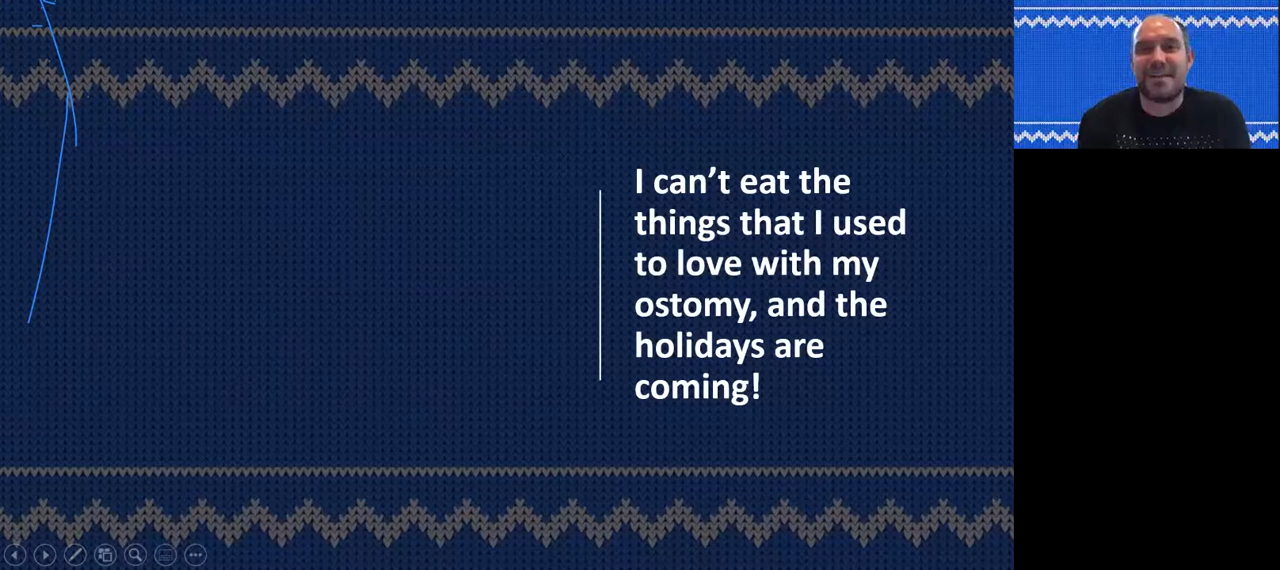 I can’t eat the
things that I used
to love with my
ostomy, and the
holidays are
coming!